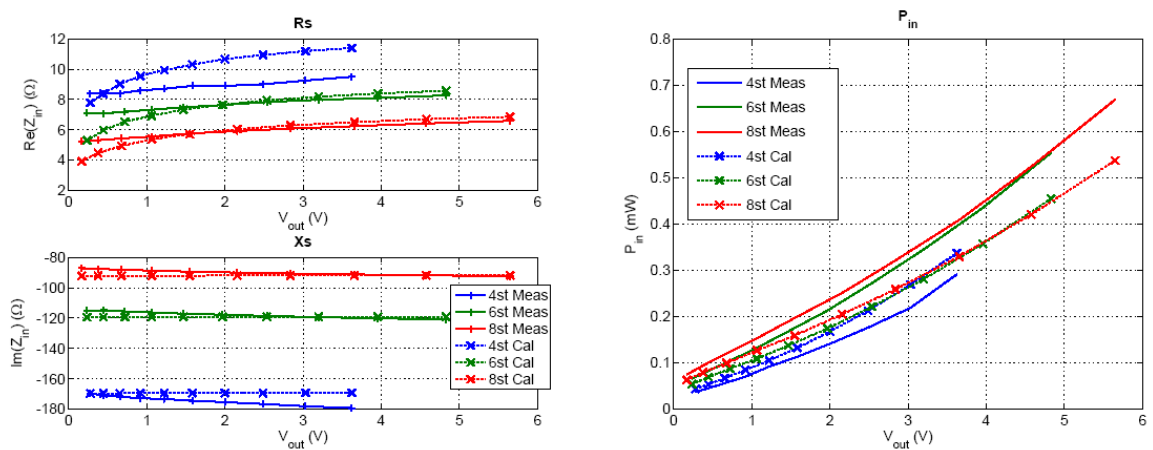 Rs
12
10
8
6
4
2
Re(Z_in) (Ω)
0 1 2 3 4 5 6
V_out (V)
Xs
-80
-100
-120
-140
-160
-180
Im(Z_in) (Ω)
4st Meas
6st Meas
8st Meas
4st Cal
6st Cal
8st Cal
0 1 2 3 4 5 6
V_out (V)
P_in
0.8
0.7
0.6
0.5
0.4
0.3
0.2
0.1
0
P_in (mW)
4st Meas
6st Meas
8st Meas
4st Cal
6st Cal
8st Cal
0 1 2 3 4 5 6
V_out (V)